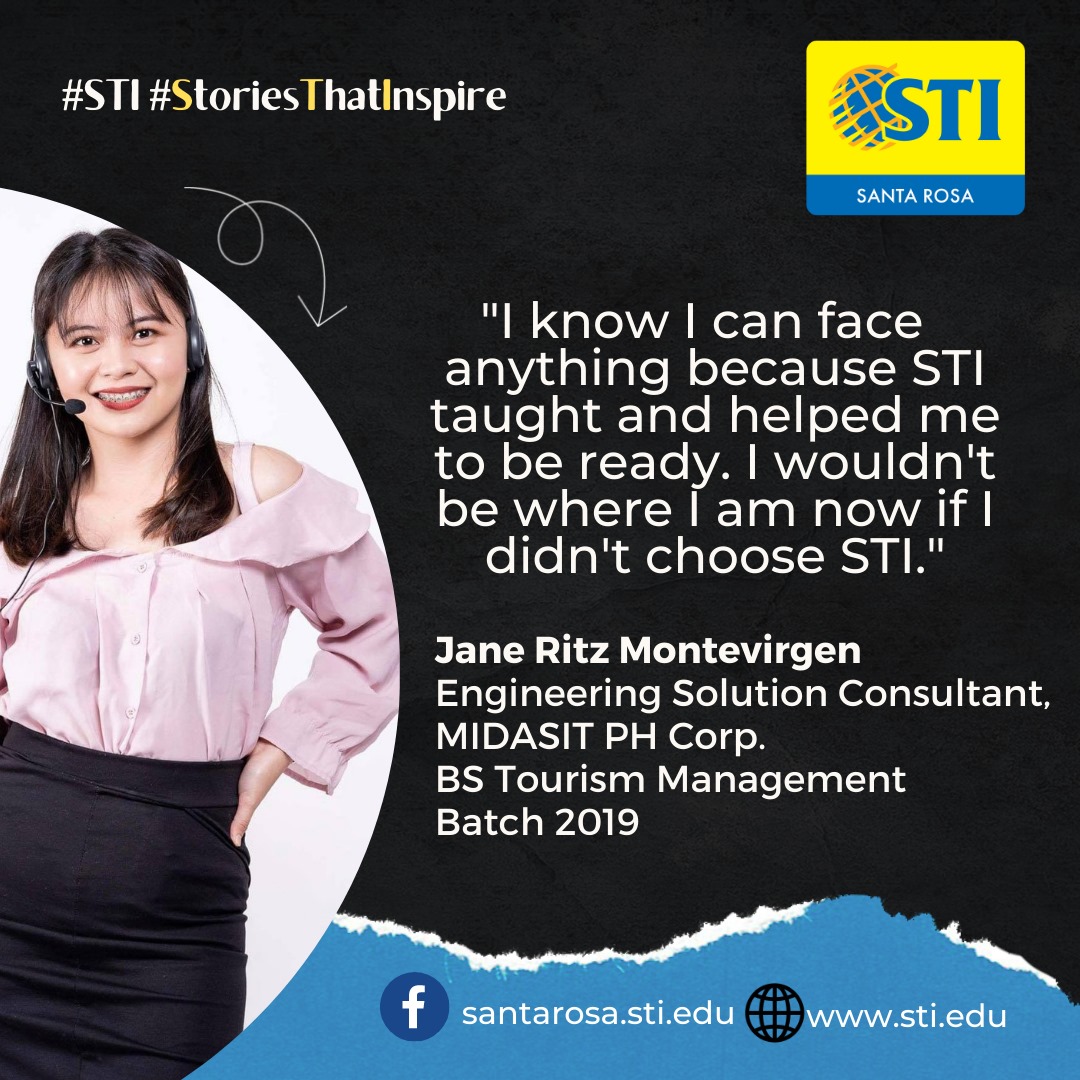 #STI #StoriesThatInspire
STI
SANTA ROSA
"I know I can face
anything because STI
taught and helped me
to be ready. I wouldn't
be where I am now if I
didn't choose STI."
Jane Ritz Montevirgen
Engineering Solution Consultant,
MIDASIT PH Corp.
BS Tourism Management
Batch 2019
santarosa.sti.edu www.sti.edu